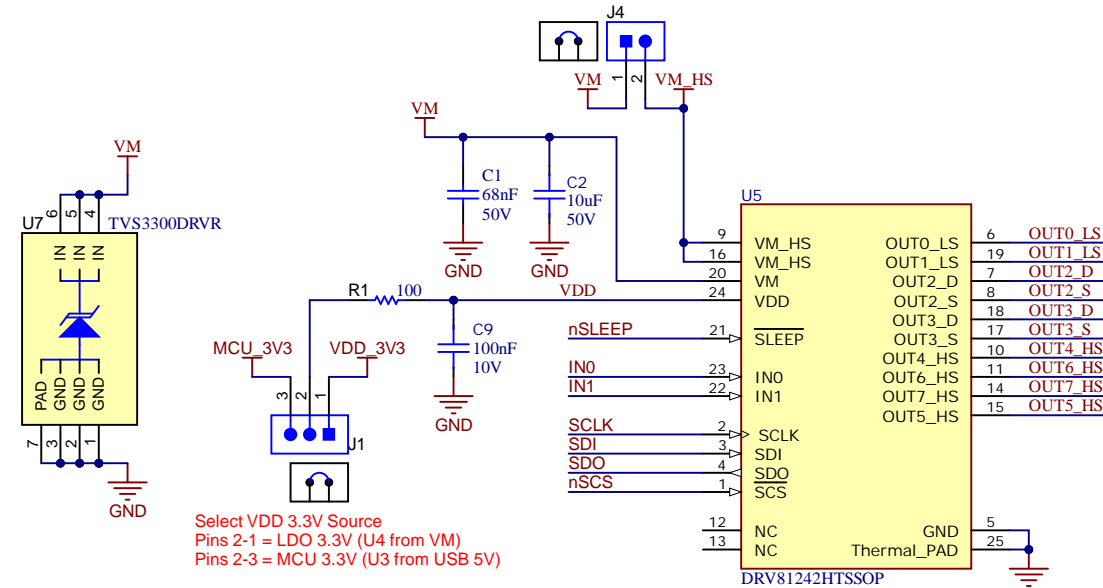 J4
VM
1
2
VM_HS
VM
C1
68nF
50V
C2
10uF
50V
GND
GND
VM
U7
TVS3300DRVR
6
5
4
IN
IN
IN
PAD
GND
GND
GND
7
3
2
1
GND
R1
100
VDD
C9
100nF
10V
GND
MCU_3V3
VDD_3V3
3
2
1
J1
Select VDD 3.3V Source
Pins 2-1 = LDO 3.3V (U4 from VM)
Pins 2-3 = MCU 3.3V (U3 from USB 5V)
U5
9 VM_HS
16 VM_HS
20 VM
24 VDD
nSLEEP 21 SLEEP
IN0 23 IN0
IN1 22 IN1
SCLK 2 SCLK
SDI 3 SDI
SDO 4 SDO
nSCS 1 SCS
12 NC
13 NC
OUT0_LS 6 OUT0_LS
OUT1_LS 19 OUT1_LS
OUT2_D 7 OUT2_D
OUT2_S 8 OUT2_S
OUT3_D 18 OUT3_D
OUT3_S 17 OUT3_S
OUT4_HS 10 OUT4_HS
OUT6_HS 11 OUT6_HS
OUT7_HS 14 OUT7_HS
OUT5_HS 15 OUT5_HS
GND 5
Thermal_PAD 25
DRV81242HTSSOP